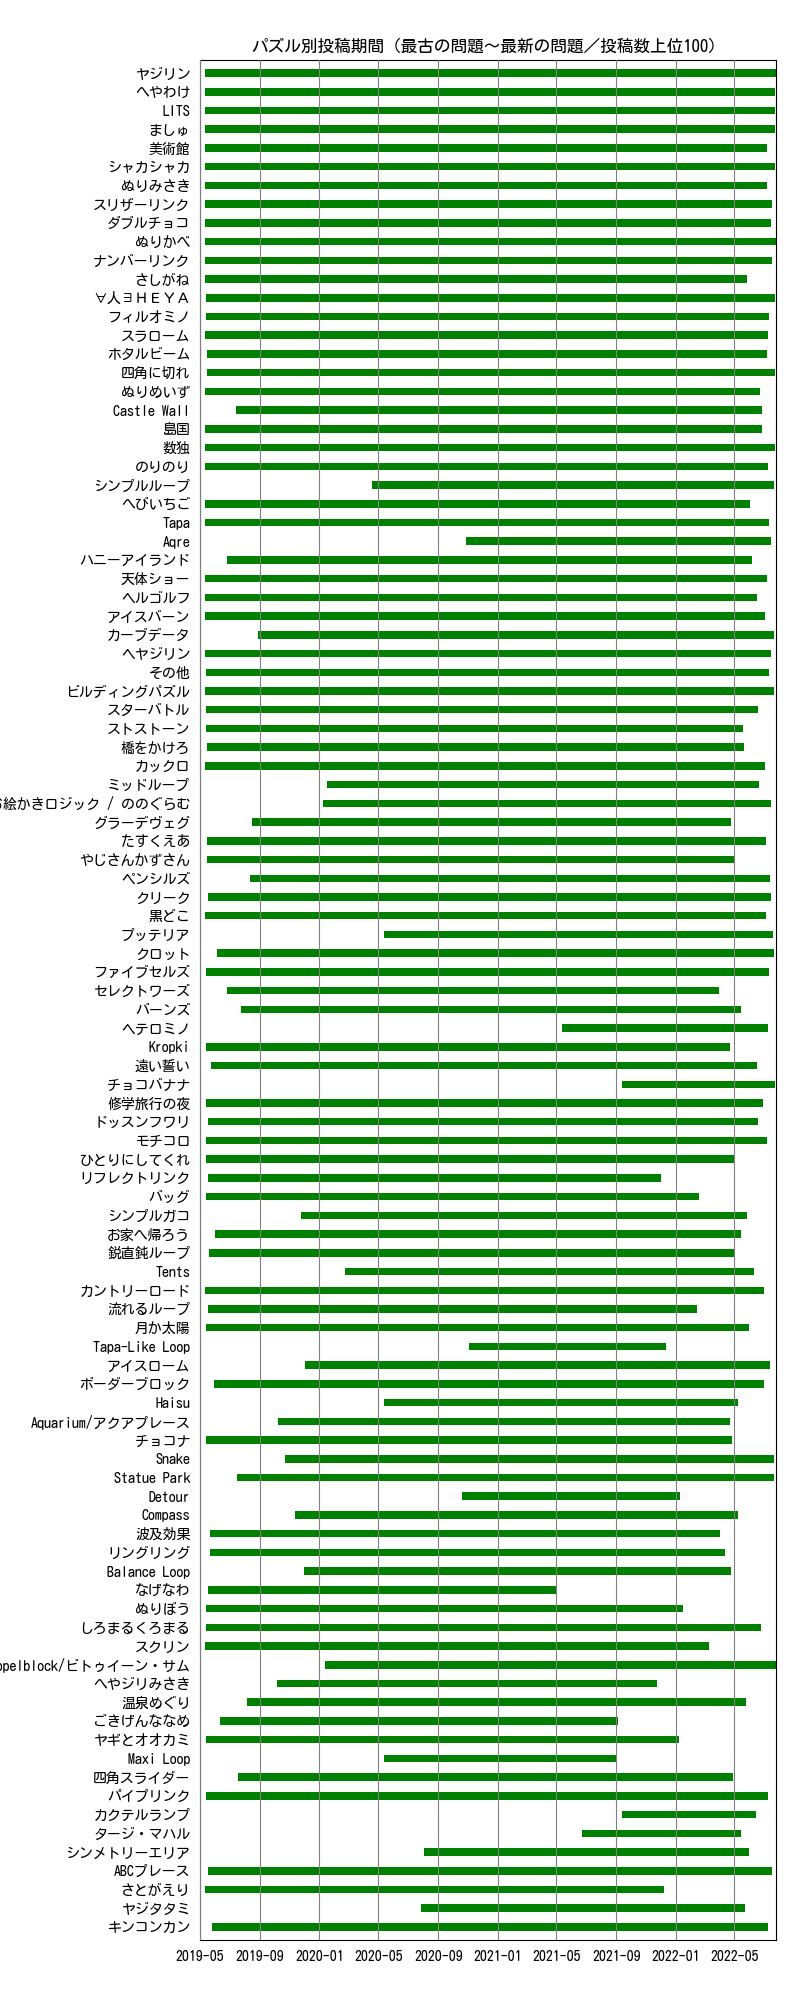 パズル別投稿期間（最古の問題～最新の問題／投稿数上位100）
ヤジリン
へやわけ
LITS
ましゅ
美術館
シャカシャカ
ぬりみさき
スリザーリンク
ダブルチョコ
ぬりかべ
ナンバーリンク
さしがね
∀人∃ＨＥＹＡ
フィルオミノ
スラローム
ホタルビーム
四角に切れ
ぬりめいず
Castle Wall
島国
数独
のりのり
シンプルループ
へびいちご
Tapa
Aqre
ハニーアイランド
天体ショー
ヘルゴルフ
アイスバーン
カーブデータ
へヤジリン
その他
ビルディングパズル
スターバトル
ストストーン
橋をかけろ
カックロ
ミッドループ
絵かきロジック / ののぐらむ
グラーデヴェグ
たすくえあ
やじさんかずさん
ペンシルズ
クリーク
黒どこ
プッテリア
クロット
ファイブセルズ
セレクトワーズ
バーンズ
ヘテロミノ
Kropki
遠い誓い
チョコバナナ
修学旅行の夜
ドッスンフワリ
モチコロ
ひとりにしてくれ
リフレクトリンク
バッグ
シンプルガコ
お家へ帰ろう
鋭直鈍ループ
Tents
カントリーロード
流れるループ
月か太陽
Tapa-Like Loop
アイスローム
ボーダーブロック
Haisu
Aquarium/アクアプレース
チョコナ
Snake
Statue Park
Detour
Compass
波及効果
リングリング
Balance Loop
なげなわ
ぬりぼう
しろまるくろまる
スクリン
pelblock/ビトゥイーン・サム
へやジリみさき
温泉めぐり
ごきげんななめ
ヤギとオオカミ
Maxi Loop
四角スライダー
パイプリンク
カクテルランプ
タージ・マハル
シンメトリーエリア
ABCプレース
さとがえり
ヤジタタミ
キンコンカン
2019-05 2019-09 2020-01 2020-05 2020-09 2021-01 2021-05 2021-09 2022-01 2022-05